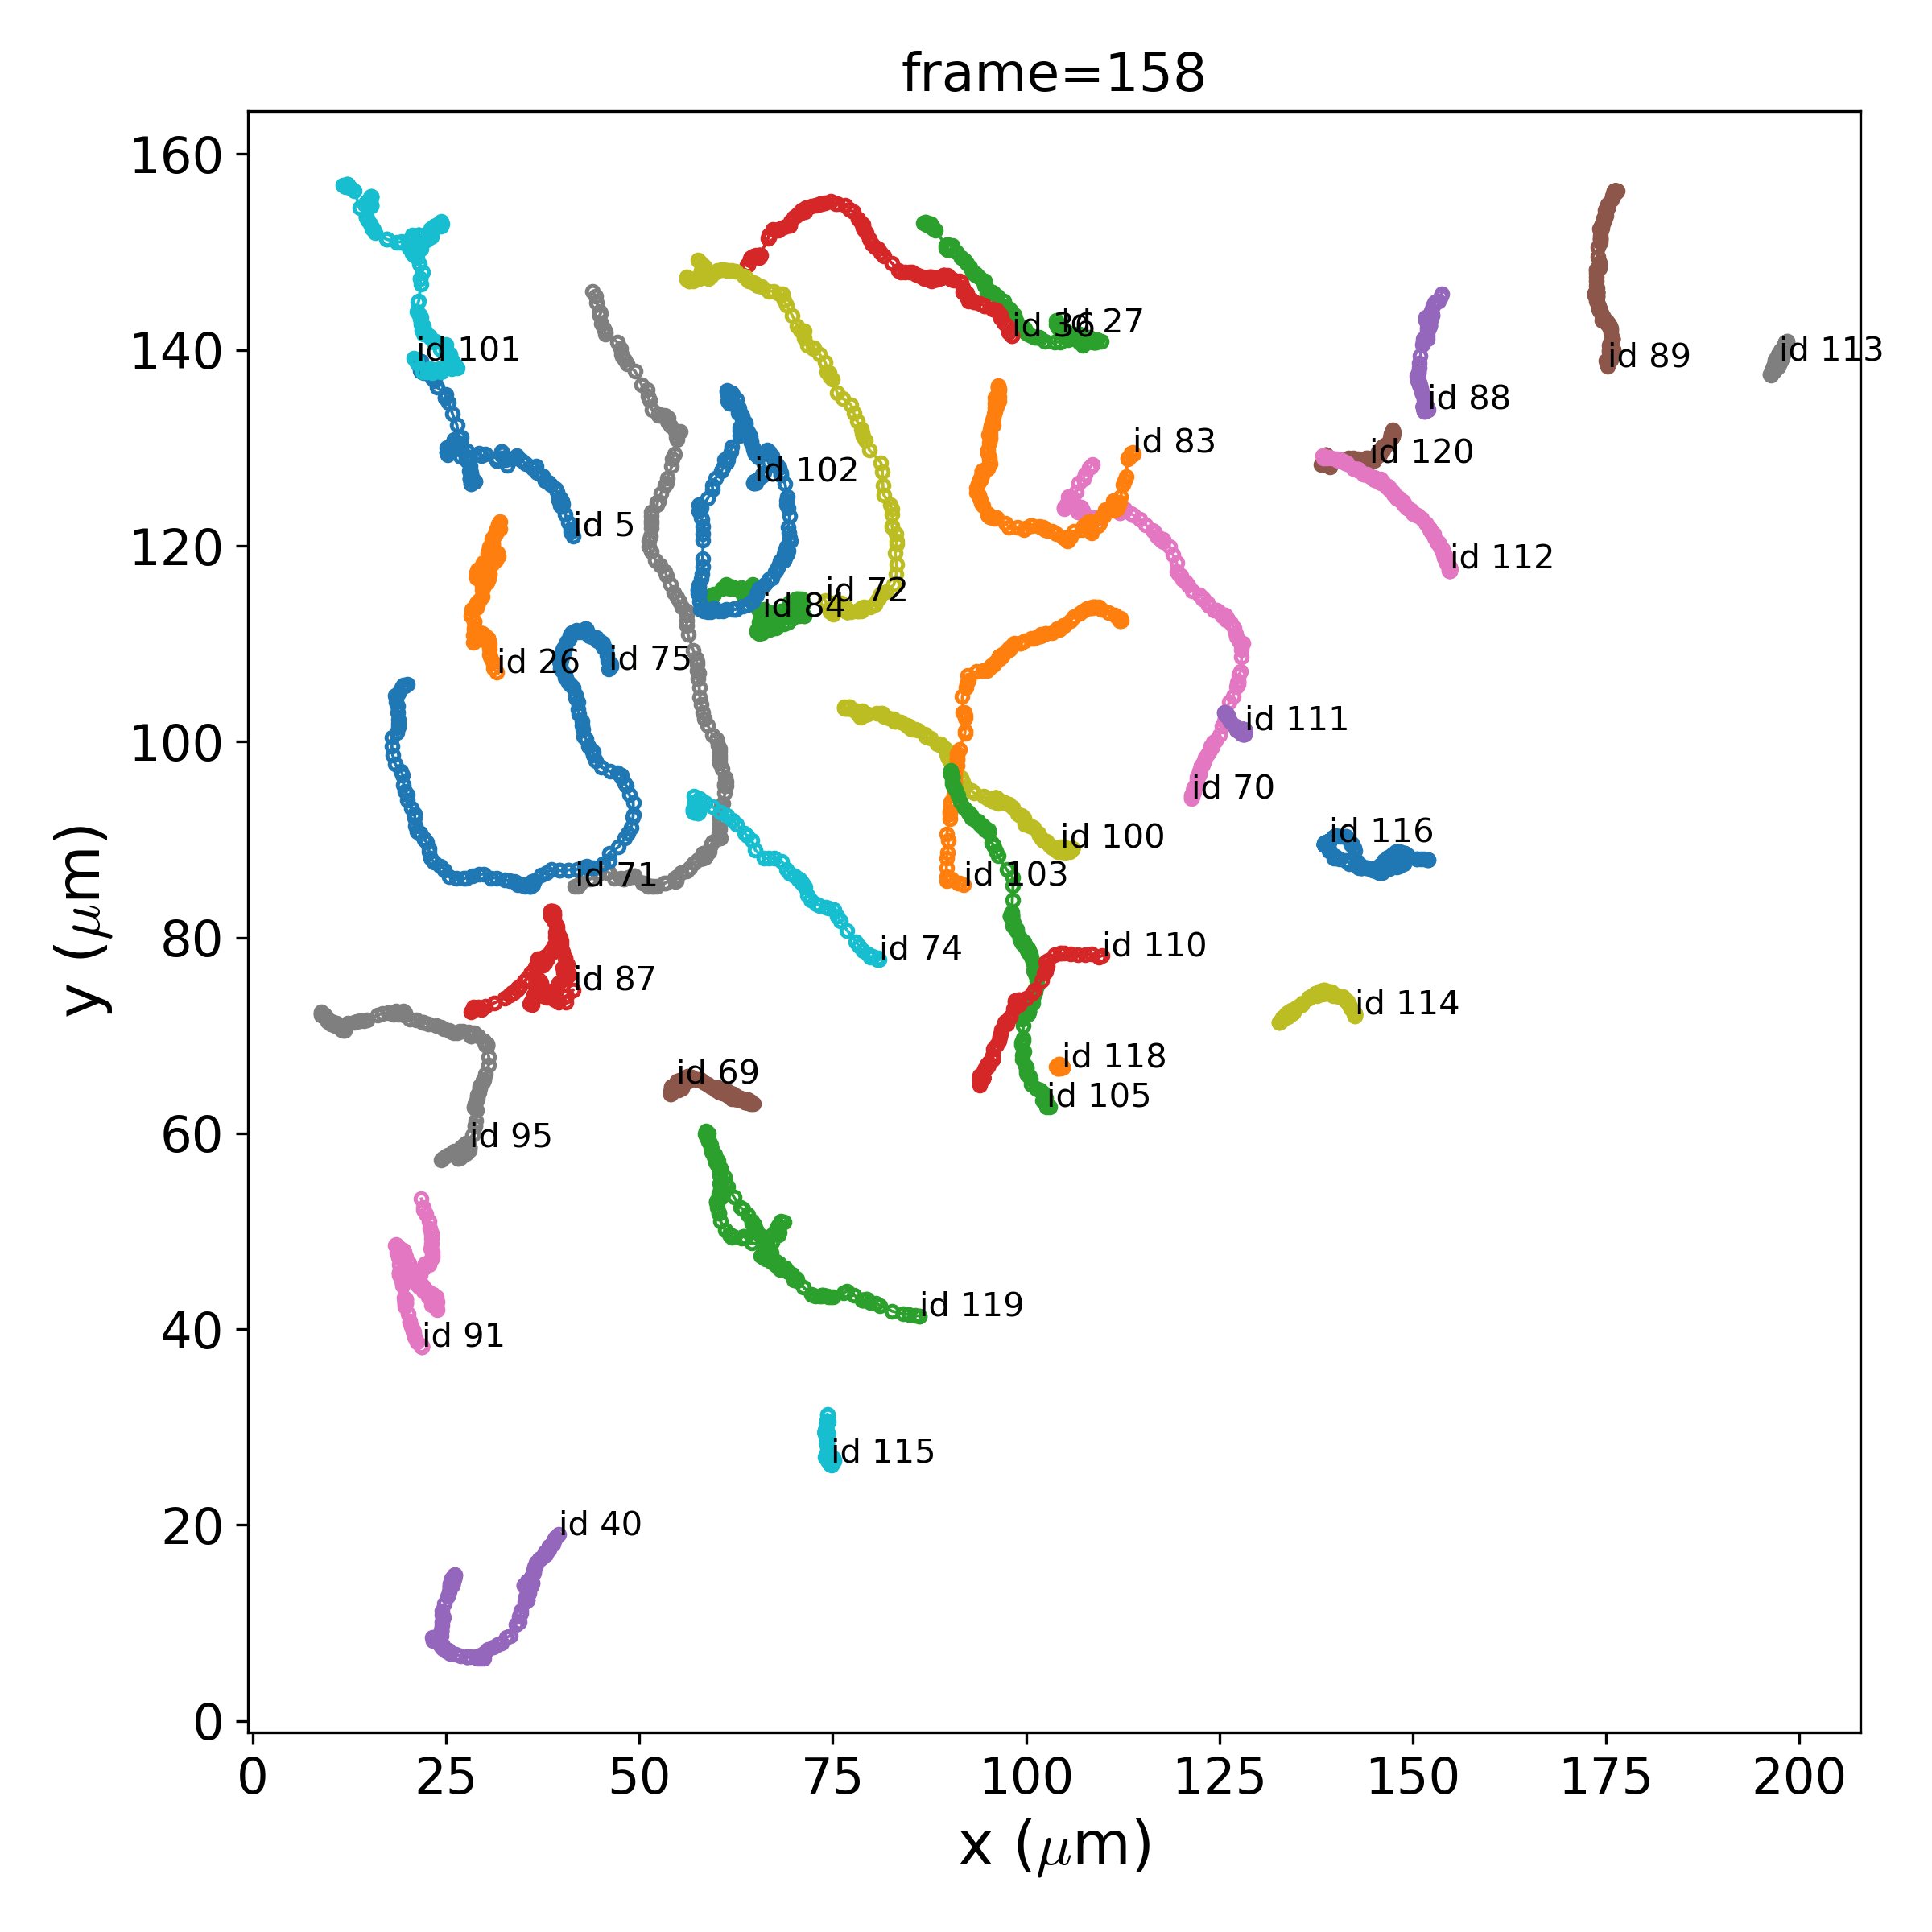 frame=158
160
140
120
100
80
60
40
20
0
y (μm)
id 27
id 36
id 101
id 113
id 89
id 88
id 83
id 120
id 102
id 5
id 112
id 72
id 84
id 75
id 26
id 111
id 70
id 100
id 116
id 71
id 103
id 74
id 110
id 87
id 114
id 118
id 69
id 105
id 95
id 119
id 91
id 115
id 40
0 25 50 75 100 125 150 175 200
x (μm)